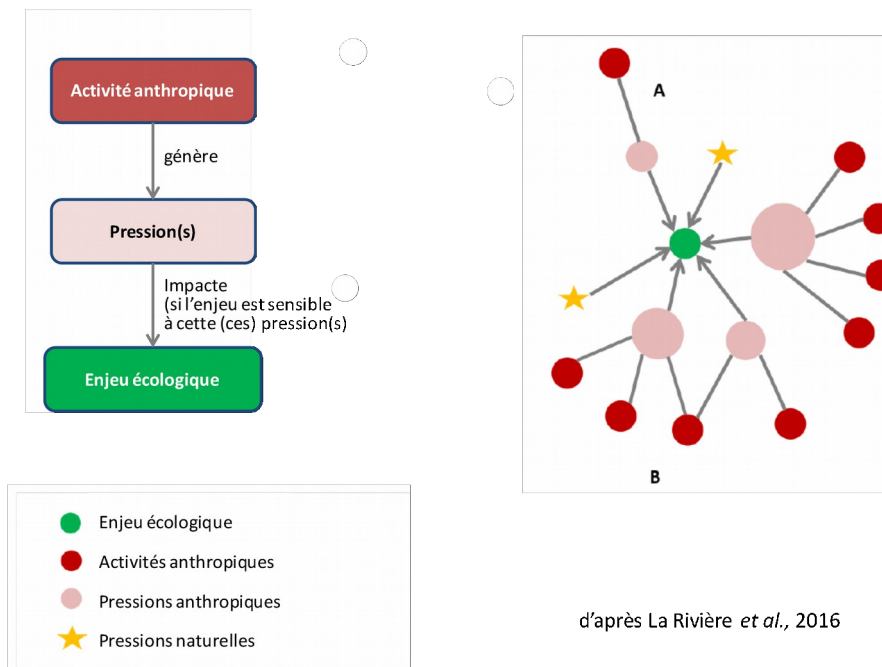 Activité anthropique
génère
Pression(s)
Impacte
(si l'enjeu est sensible
à cette (ces) pression(s)
Enjeu écologique
A
B
Enjeu écologique
Activités anthropiques
Pressions anthropiques
Pressions naturelles
d'après La Rivière et al., 2016